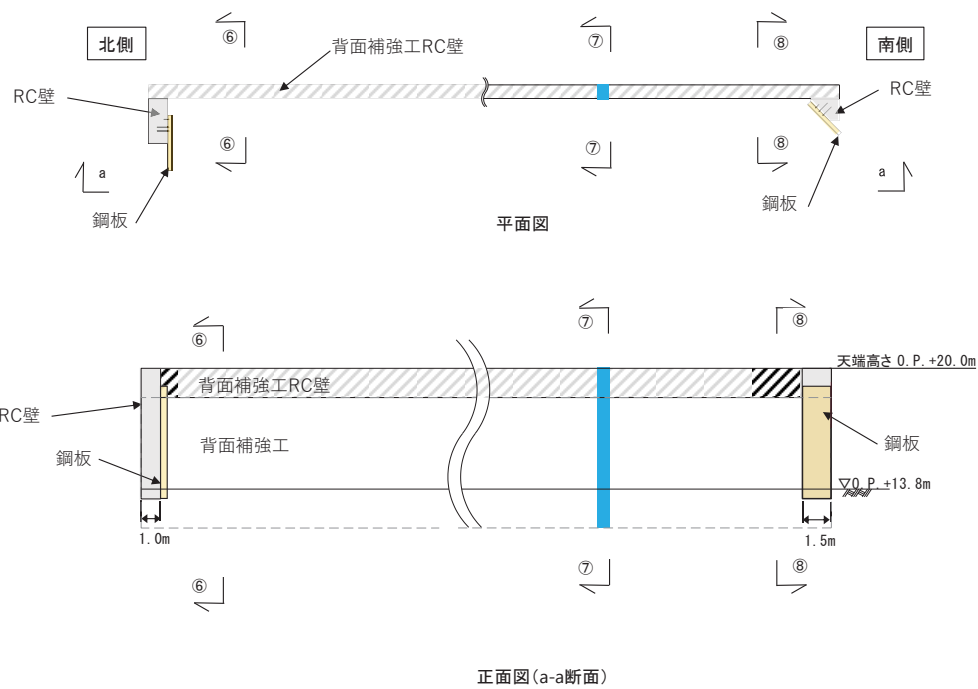 ⑥
⑦
⑧
北側
背面補強工RC壁
南側
RC壁
RC壁
⑥
⑦
⑧
a
a
鋼板
鋼板
平面図
⑥
⑦
⑧
天端高さ O.P.+20.0m
背面補強工RC壁
RC壁
背面補強工
鋼板
鋼板
▽O.P.+13.8m
1.0m
1.5m
⑥
⑦
⑧
正面図(a-a断面)